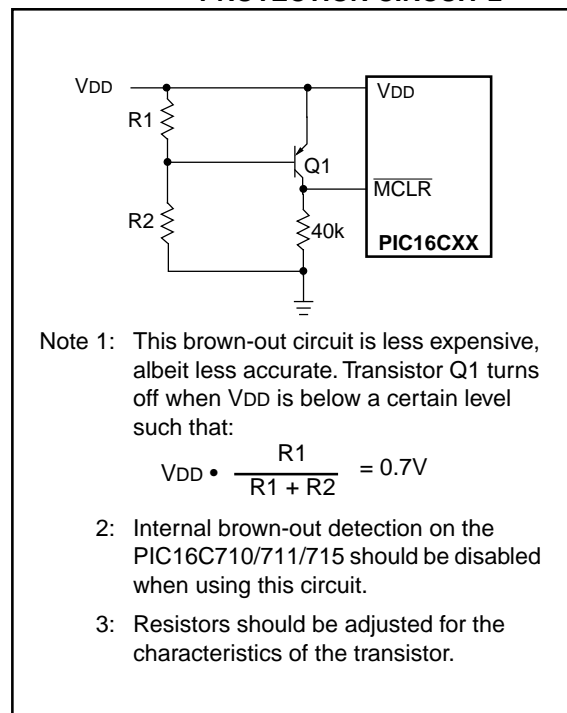 VDD
VDD
R1
Q1
MCLR
R2
40k
PIC16CXX
Note 1: This brown-out circuit is less expensive,
albeit less accurate. Transistor Q1 turns
off when VDD is below a certain level
such that:
VDD • R1 / R1 + R2 = 0.7V
2: Internal brown-out detection on the
PIC16C710/711/715 should be disabled
when using this circuit.
3: Resistors should be adjusted for the
characteristics of the transistor.